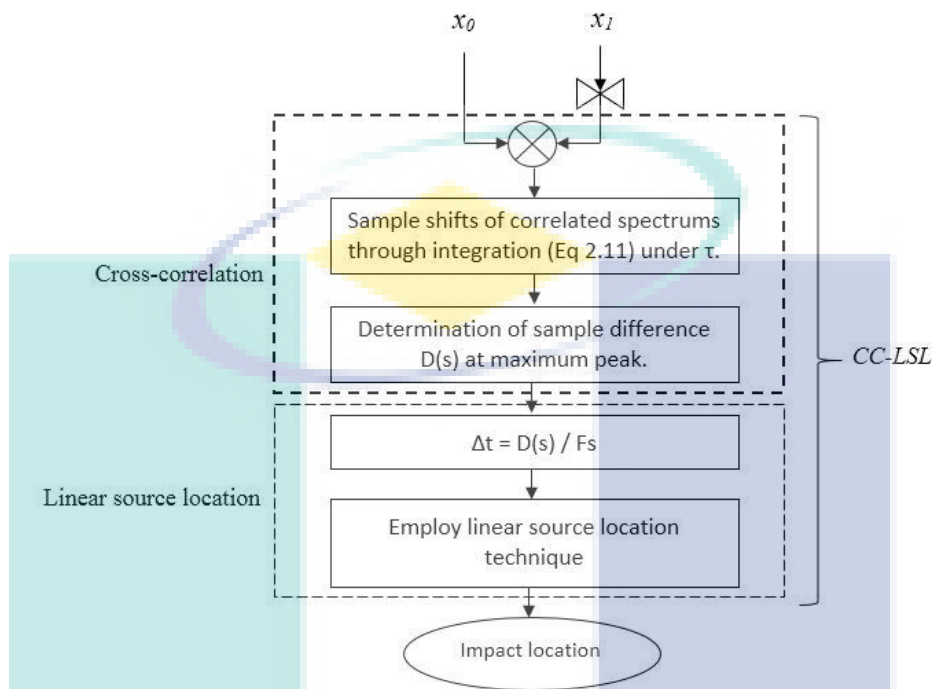 x0
x1
Sample shifts of correlated spectrums
through integration (Eq 2.11) under τ.
Cross-correlation
Determination of sample difference
D(s) at maximum peak.
CC-LSL
Δt = D(s) / Fs
Linear source location
Employ linear source location
technique
Impact location